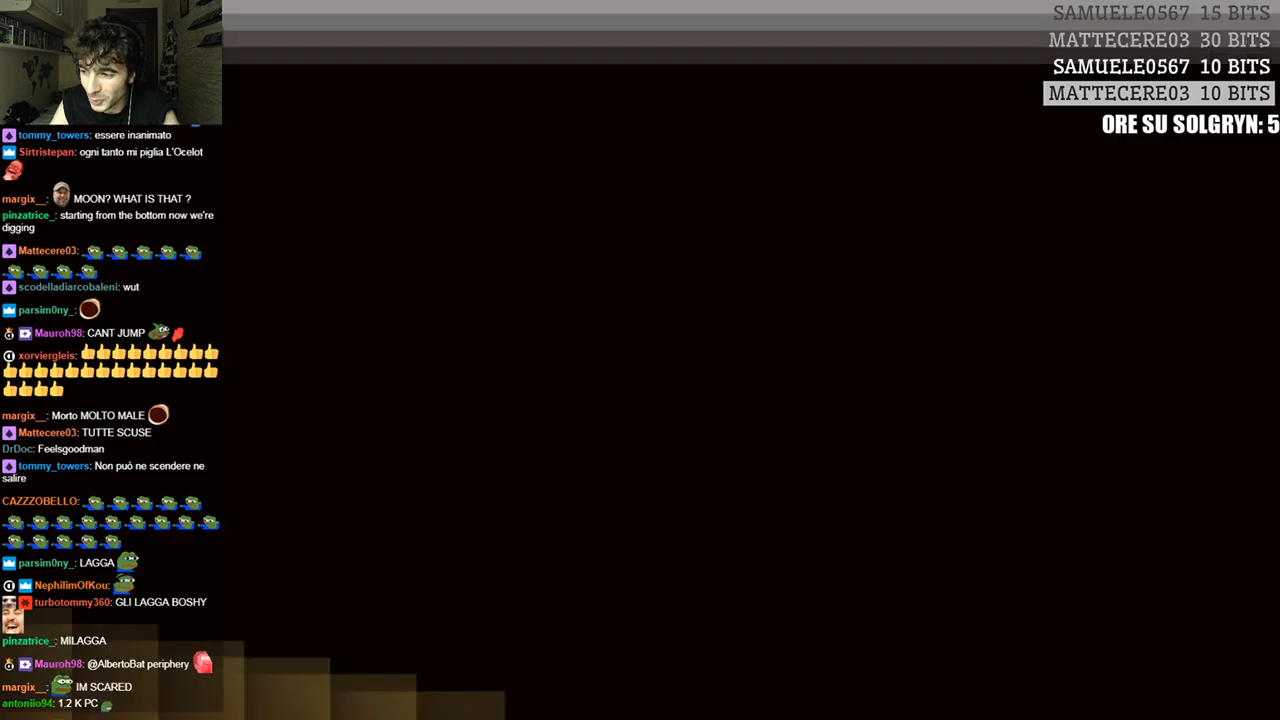 SAMUELE0567 15 BITS
MATTECERE03 30 BITS
SAMUELE0567 10 BITS
MATTECERE03 10 BITS
ORE SU SOLGRYN: 5
tommy_towers: essere inanimato
Sirtristepan: ogni tanto mi piglia L'Ocelot
margix__: MOON? WHAT IS THAT ?
pinzatrice_: starting from the bottom now we're
digging
Mattecere03:
scodelladiarcobaleni: wut
parsim0ny_:
Mauroh98: CANT JUMP
xorviergleis:
margix__: Morto MOLTO MALE
Mattecere03: TUTTE SCUSE
DrDoc: Feelsgoodman
tommy_towers: Non può ne scendere ne
salire
CAZZZOBELLO:
parsim0ny_: LAGGA
NephilimOfKou:
turbotommy360: GLI LAGGA BOSHY
pinzatrice_: MILAGGA
Mauroh98: @AlbertoBat periphery
margix__: IM SCARED
antoniio94: 1.2 K PC